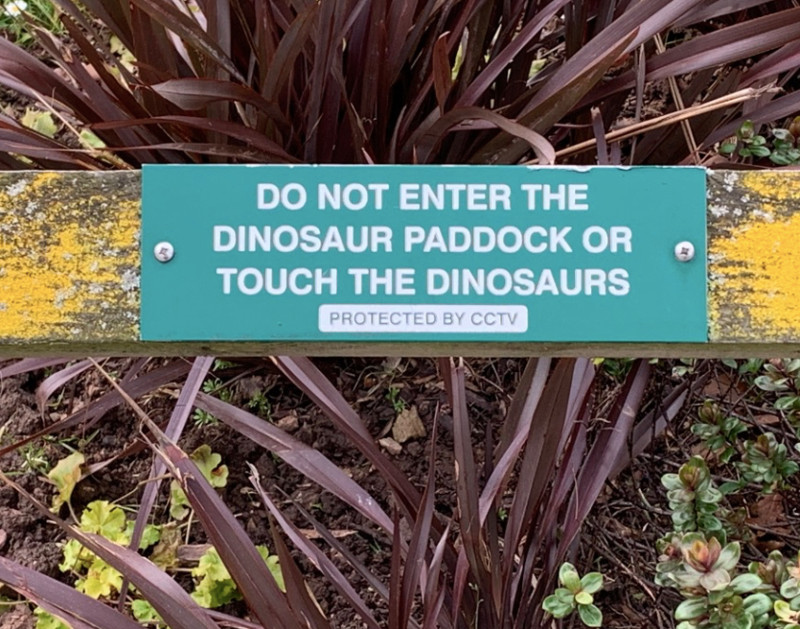 DO NOT ENTER THE
DINOSAUR PADDOCK OR
TOUCH THE DINOSAURS
PROTECTED BY CCTV